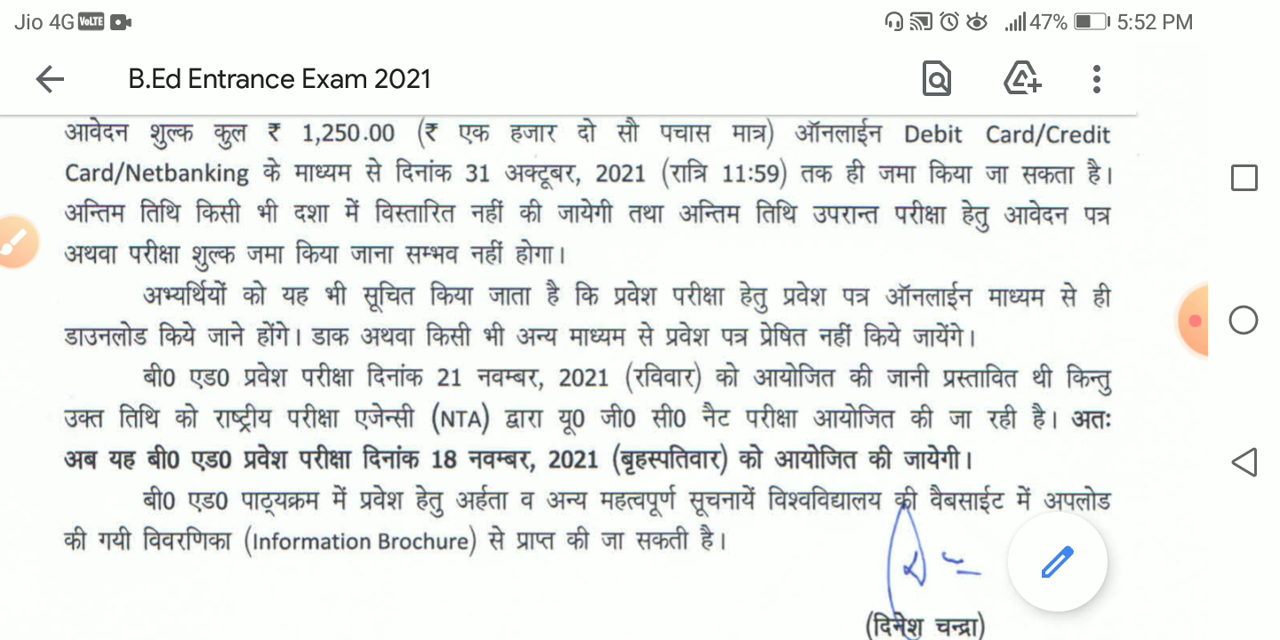 Jio 4G VoLTE 47% 5:52 PM
B.Ed Entrance Exam 2021
आवेदन शुल्क कुल ₹ 1,250.00 (₹ एक हजार दो सौ पचास मात्र) ऑनलाईन Debit Card/Credit
Card/Netbanking के माध्यम से दिनांक 31 अक्टूबर, 2021 (रात्रि 11:59) तक ही जमा किया जा सकता है।
अन्तिम तिथि किसी भी दशा में विस्तारित नहीं की जायेगी तथा अन्तिम तिथि उपरान्त परीक्षा हेतु आवेदन पत्र
अथवा परीक्षा शुल्क जमा किया जाना सम्भव नहीं होगा।
अभ्यर्थियों को यह भी सूचित किया जाता है कि प्रवेश परीक्षा हेतु प्रवेश पत्र ऑनलाईन माध्यम से ही
डाउनलोड किये जाने होंगे। डाक अथवा किसी भी अन्य माध्यम से प्रवेश पत्र प्रेषित नहीं किये जायेंगे।
बी0 एड0 प्रवेश परीक्षा दिनांक 21 नवम्बर, 2021 (रविवार) को आयोजित की जानी प्रस्तावित थी किन्तु
उक्त तिथि को राष्ट्रीय परीक्षा एजेन्सी (NTA) द्वारा यू0 जी0 सी0 नैट परीक्षा आयोजित की जा रही है। अतः
अब यह बी0 एड0 प्रवेश परीक्षा दिनांक 18 नवम्बर, 2021 (बृहस्पतिवार) को आयोजित की जायेगी।
बी0 एड0 पाठ्यक्रम में प्रवेश हेतु अर्हता व अन्य महत्वपूर्ण सूचनायें विश्वविद्यालय की वैबसाईट में अपलोड
की गयी विवरणिका (Information Brochure) से प्राप्त की जा सकती है।
(दिनेश चन्द्रा)